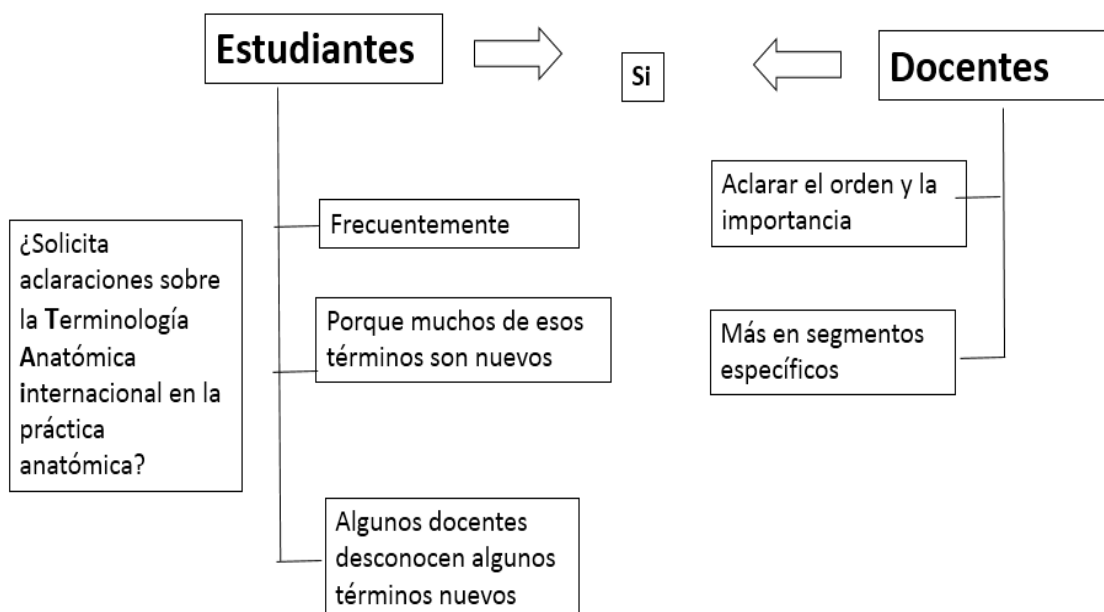 Estudiantes
Si
Docentes
¿Solicita
aclaraciones sobre
la Terminología
Anatómica
internacional en la
práctica
anatómica?
Frecuentemente
Porque muchos de esos
términos son nuevos
Algunos docentes
desconocen algunos
términos nuevos
Aclarar el orden y la
importancia
Más en segmentos
específicos